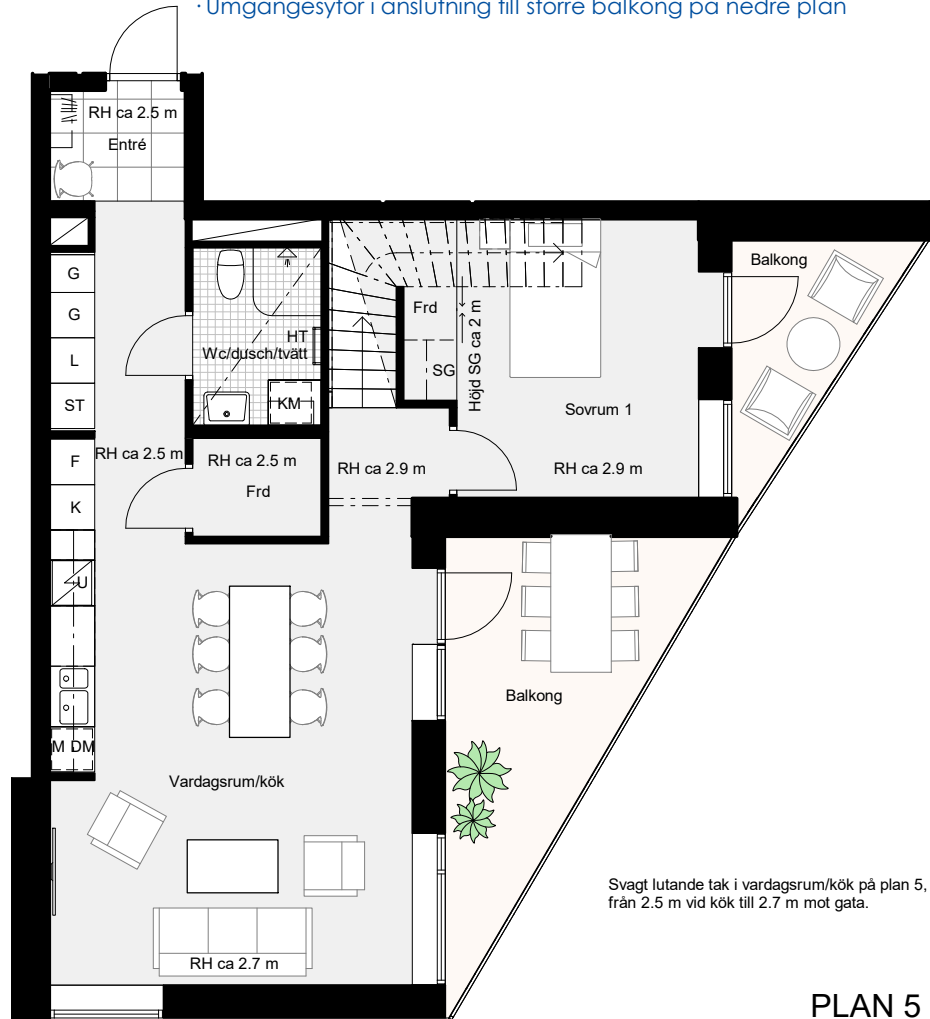 · Umgängesytor i anslutning till större balkong på nedre plan
RH ca 2.5 m
Entré
G
G
L
ST
F
K
U
M DM
RH ca 2.5 m
HT
Wc/dusch/tvätt
KM
RH ca 2.5 m
Frd
Frd
SG
Höjd SG ca 2 m
RH ca 2.9 m
Sovrum 1
RH ca 2.9 m
Balkong
Balkong
Vardagsrum/kök
RH ca 2.7 m
Svagt lutande tak i vardagsrum/kök på plan 5,
från 2.5 m vid kök till 2.7 m mot gata.
PLAN 5